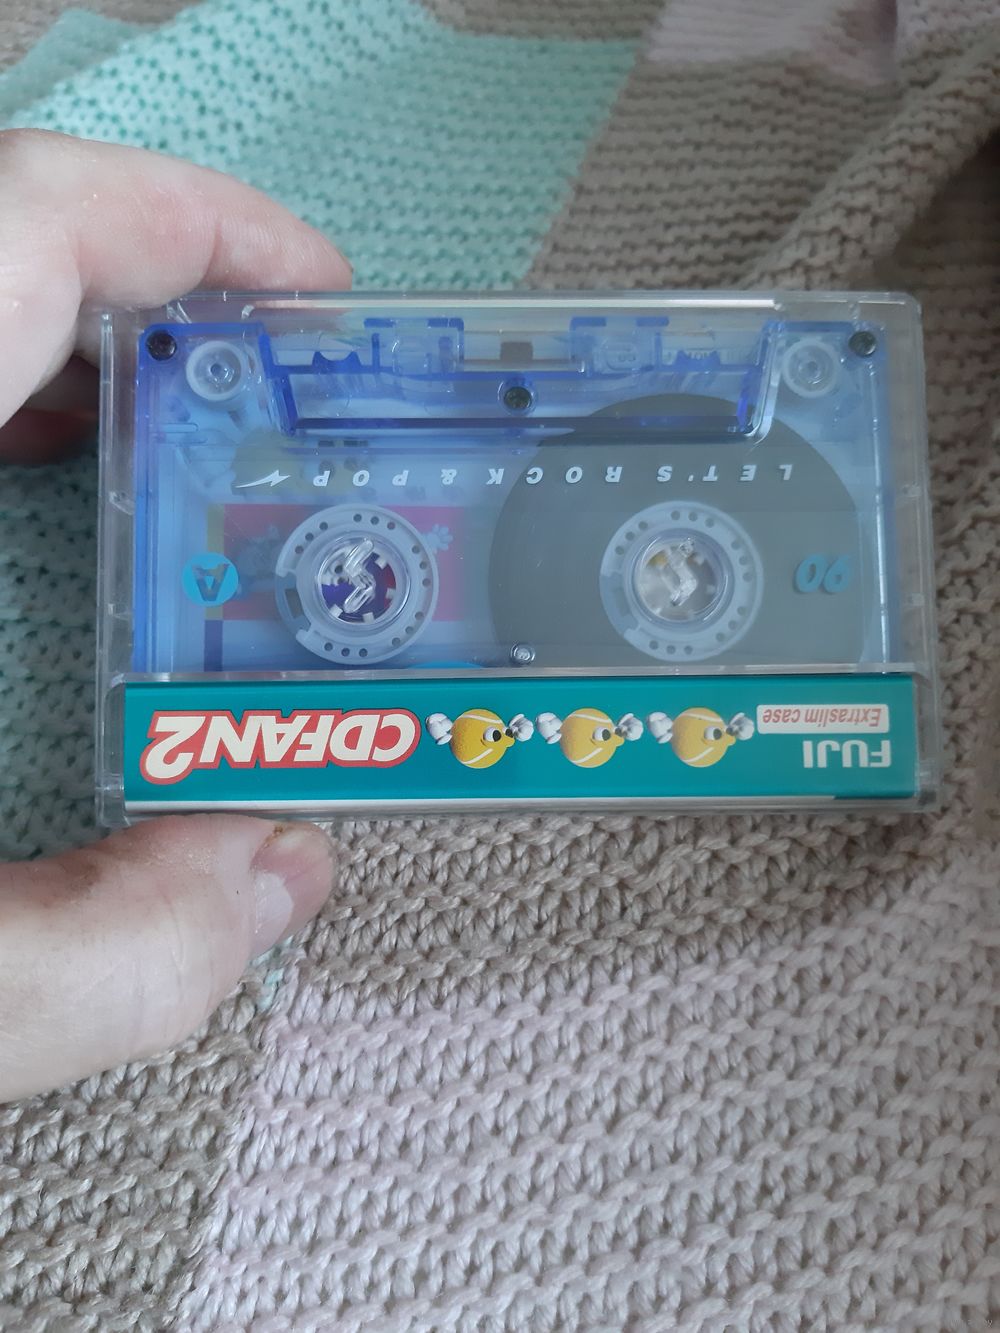 FUJI
Extraslim case
CDFAN2
90
A
LET'S ROCK & POP